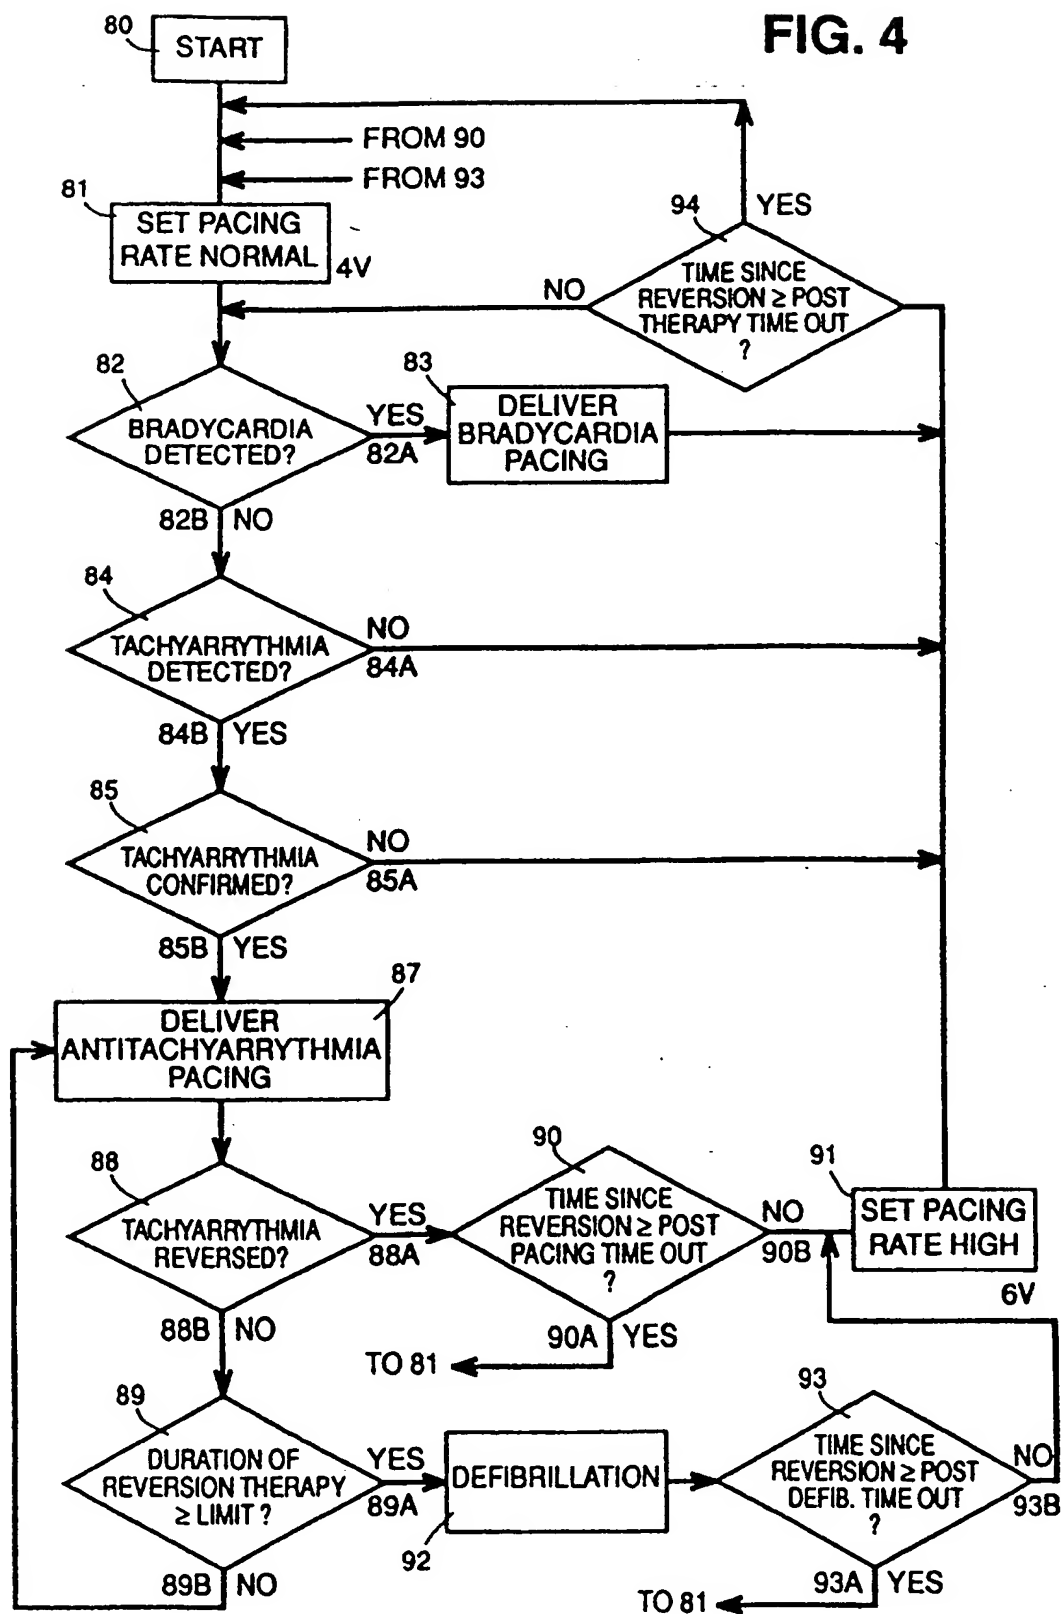 FIG. 4
80
START
FROM 90
FROM 93
81
SET PACING
RATE NORMAL
4V
94
YES
TIME SINCE
REVERSION ≥ POST
THERAPY TIME OUT
?
NO
82
BRADYCARDIA
DETECTED?
YES
82A
83
DELIVER
BRADYCARDIA
PACING
82B NO
84
TACHYARRYTHMIA
DETECTED?
NO
84A
84B YES
85
TACHYARRYTHMIA
CONFIRMED?
NO
85A
85B YES
87
DELIVER
ANTITACHYARRYTHMIA
PACING
88
TACHYARRYTHMIA
REVERSED?
YES
88A
90
TIME SINCE
REVERSION ≥ POST
PACING TIME OUT
?
NO
90B
91
SET PACING
RATE HIGH
6V
88B NO
90A YES
TO 81
89
DURATION OF
REVERSION THERAPY
≥ LIMIT ?
YES
89A
DEFIBRILLATION
92
93
TIME SINCE
REVERSION ≥ POST
DEFIB. TIME OUT
?
NO
93B
89B NO
93A YES
TO 81